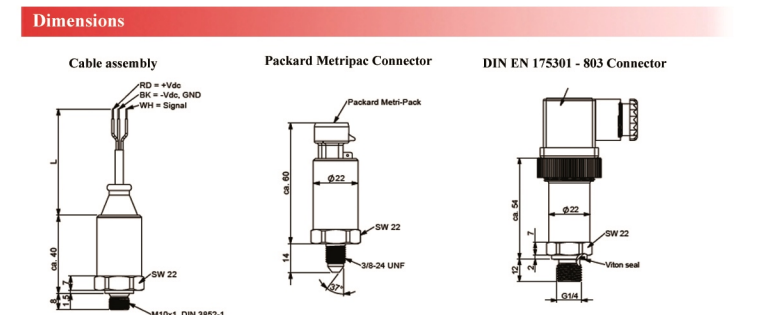 Dimensions
Cable assembly
RD = +Vdc
BK = -Vdc, GND
WH = Signal
L
ca. 40
7
8
1.5
SW 22
M10x1, DIN 3852-1
Packard Metripac Connector
Packard Metri-Pack
ca. 60
Φ22
SW 22
14
3/8-24 UNF
37°
DIN EN 175301 - 803 Connector
ca. 54
Φ22
7
SW 22
12
2
Viton seal
G1/4